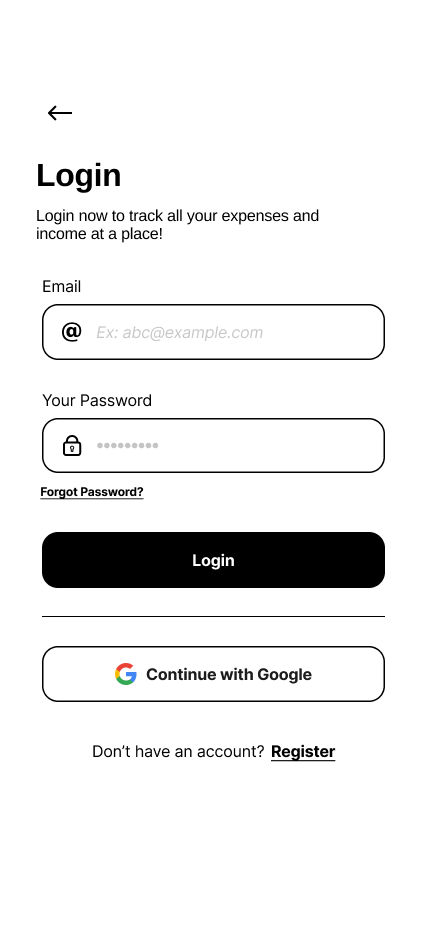 Login
Login now to track all your expenses and
income at a place!
Email
@ Ex: abc@example.com
Your Password
•••••••••
Forgot Password?
Login
Continue with Google
Don’t have an account? Register